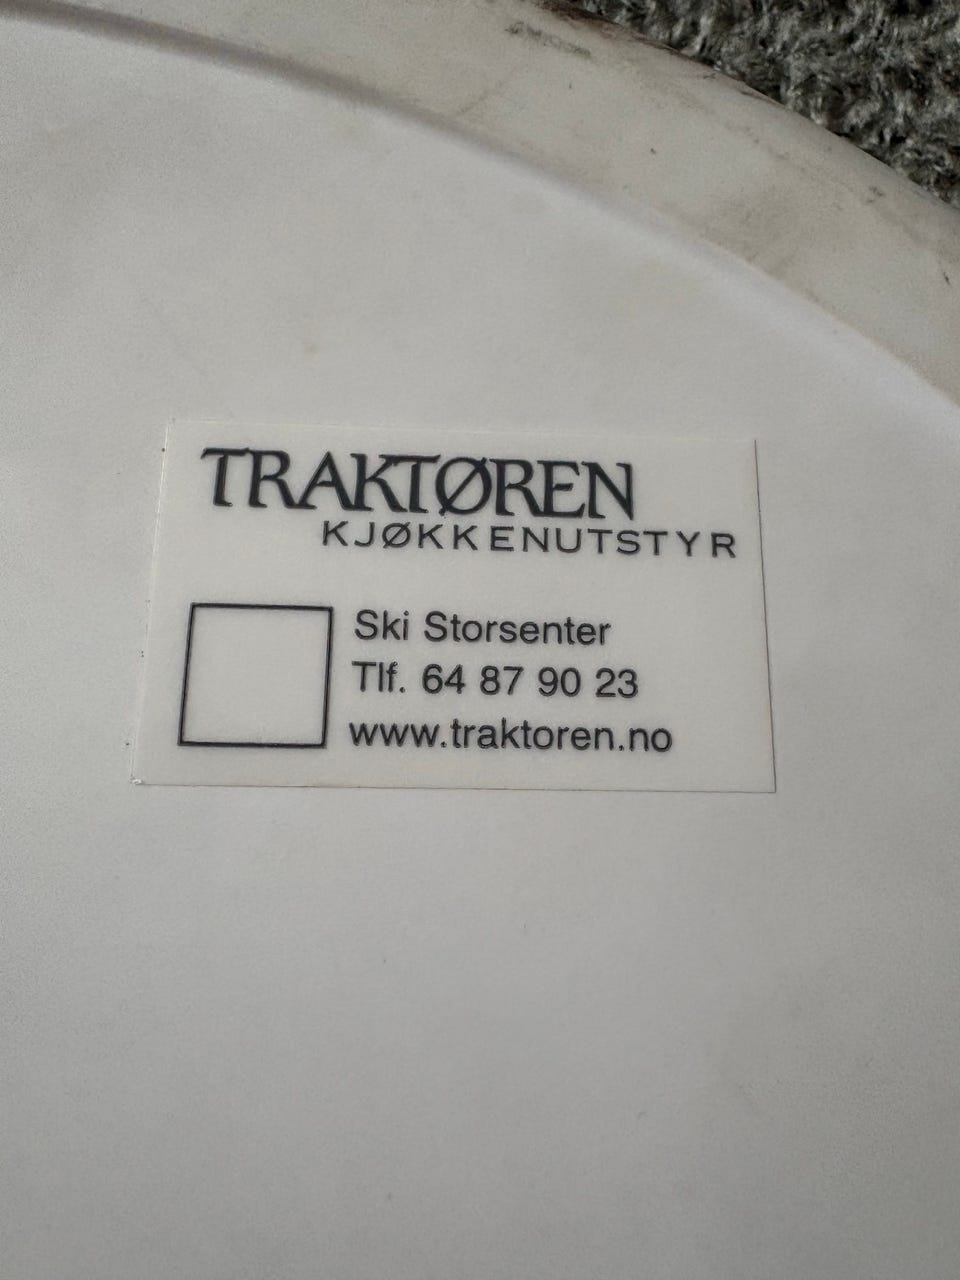 TRAKTØREN
KJØKKENUTSTYR
Ski Storsenter
Tlf. 64 87 90 23
www.traktoren.no